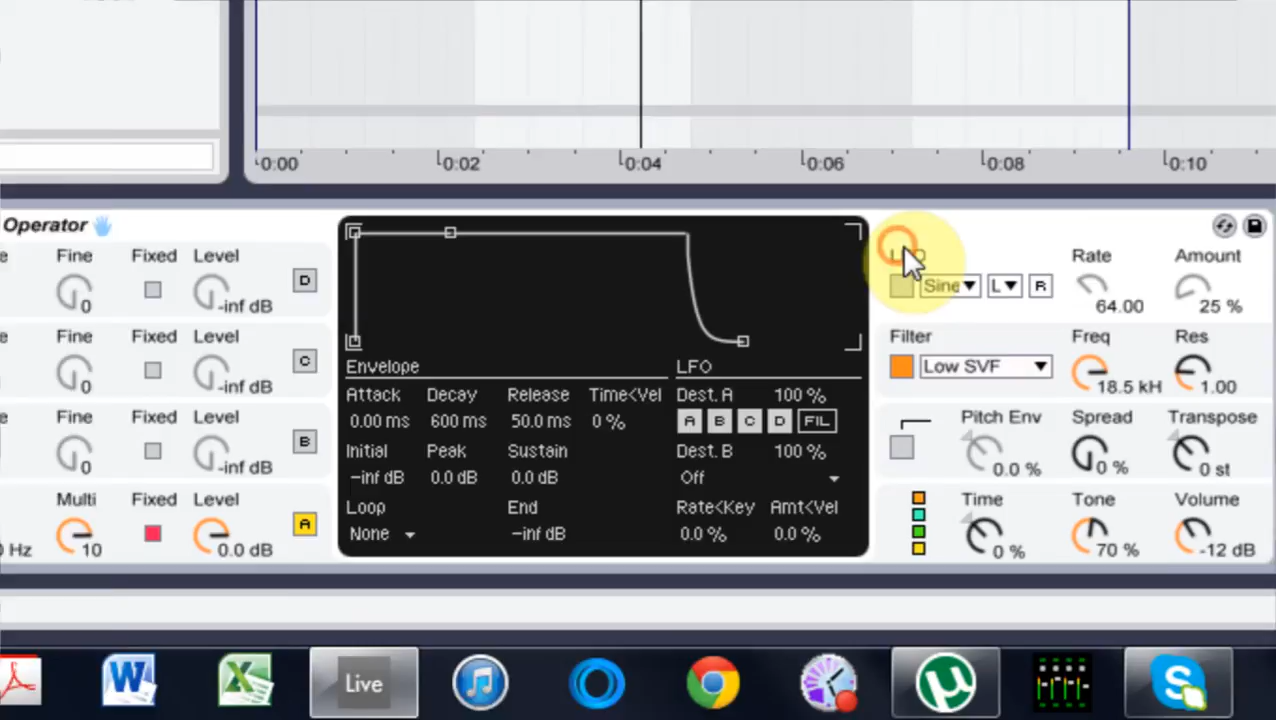 0:00 0:02 0:04 0:06 0:08 0:10
Operator
Fine Fixed Level
0 -inf dB D
Fine Fixed Level
0 -inf dB C
Fine Fixed Level
0 -inf dB B
Multi Fixed Level
Hz 10 0.0 dB A
Envelope
Attack Decay Release Time<Vel
0.00 ms 600 ms 50.0 ms 0 %
Initial Peak Sustain
-inf dB 0.0 dB 0.0 dB
Loop End
None -inf dB
LFO
Dest. A 100 %
A B C D FIL
Dest. B 100 %
Off
Rate<Key Amt<Vel
0.0 % 0.0 %
LFO Rate Amount
Sine L R 64.00 25 %
Filter Freq Res
Low SVF 18.5 kH 1.00
Pitch Env Spread Transpose
0.0 % 0 % 0 st
Time Tone Volume
0 % 70 % -12 dB
W X Live µ S